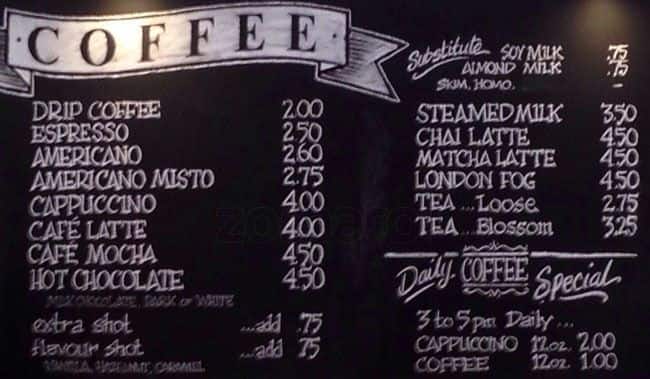 COFFEE
DRIP COFFEE 2.00
ESPRESSO 2.50
AMERICANO 2.60
AMERICANO MISTO 2.75
CAPPUCCINO 4.00
CAFÉ LATTE 4.00
CAFÉ MOCHA 4.50
HOT CHOCOLATE 4.50
MILK CHOCOLATE, DARK or WHITE
extra shot ...add .75
flavour shot ...add .75
VANILLA, HAZELNUT, CARAMEL
Substitute SOY MILK .75
ALMOND MILK .75
SKIM, HOMO. –
STEAMED MILK 3.50
CHAI LATTE 4.50
MATCHA LATTE 4.50
LONDON FOG 4.50
TEA ...Loose 2.75
TEA ...Blossom 3.25
Daily COFFEE Special
3 to 5 pm Daily ...
CAPPUCCINO 12oz. 2.00
COFFEE 12oz. 1.00